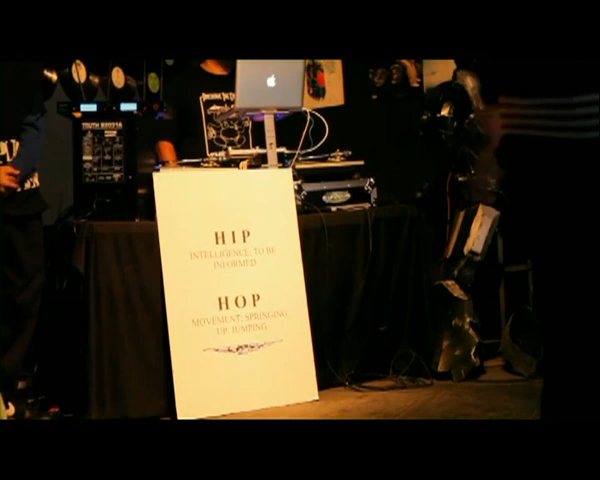 HIP
INTELLIGENCE; TO BE
INFORMED
HOP
MOVEMENT; SPRINGING
UP, JUMPING